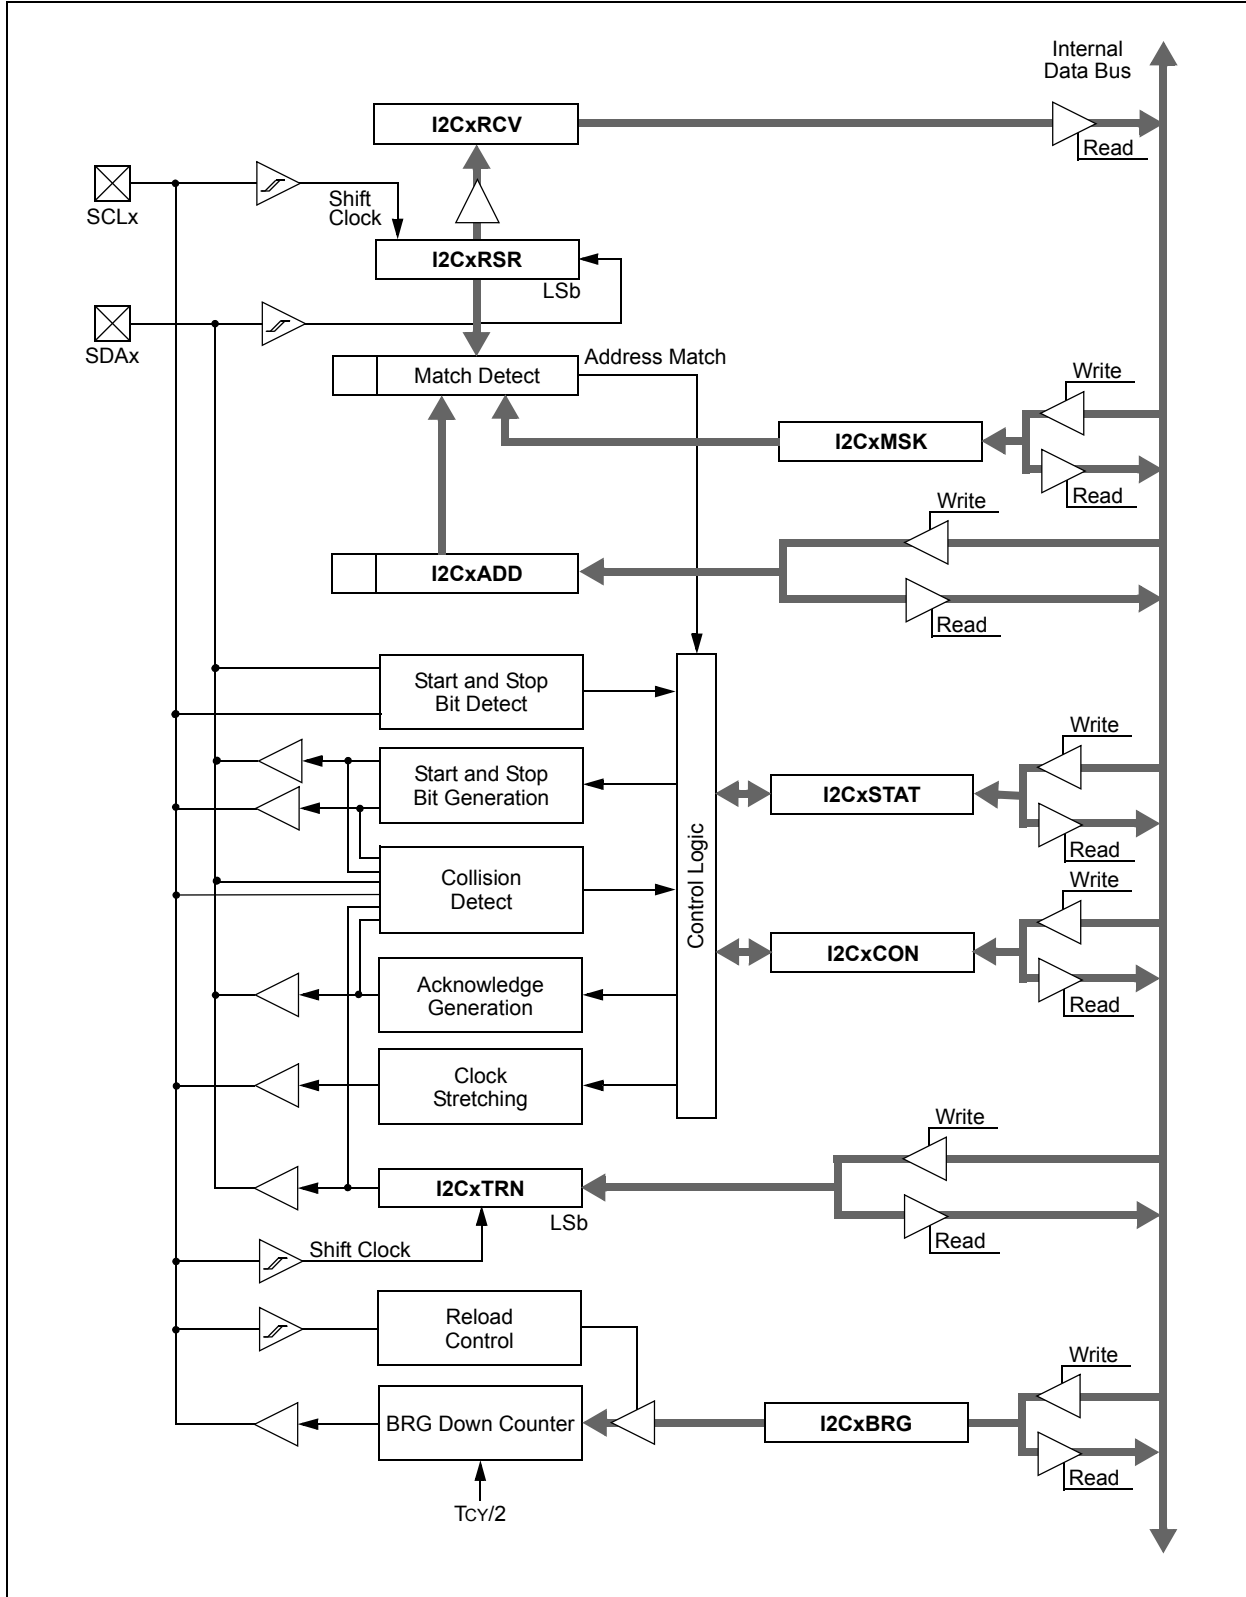 Internal
Data Bus
I2CxRCV
Read
SCLx
Shift
Clock
I2CxRSR
LSb
SDAx
Address Match
Match Detect
Write
I2CxMSK
Read
Write
I2CxADD
Read
Start and Stop
Bit Detect
Write
Start and Stop
Bit Generation
I2CxSTAT
Read
Control Logic
Collision
Detect
Write
I2CxCON
Read
Acknowledge
Generation
Clock
Stretching
Write
I2CxTRN
LSb
Read
Shift Clock
Reload
Control
Write
BRG Down Counter
I2CxBRG
Read
TCY/2